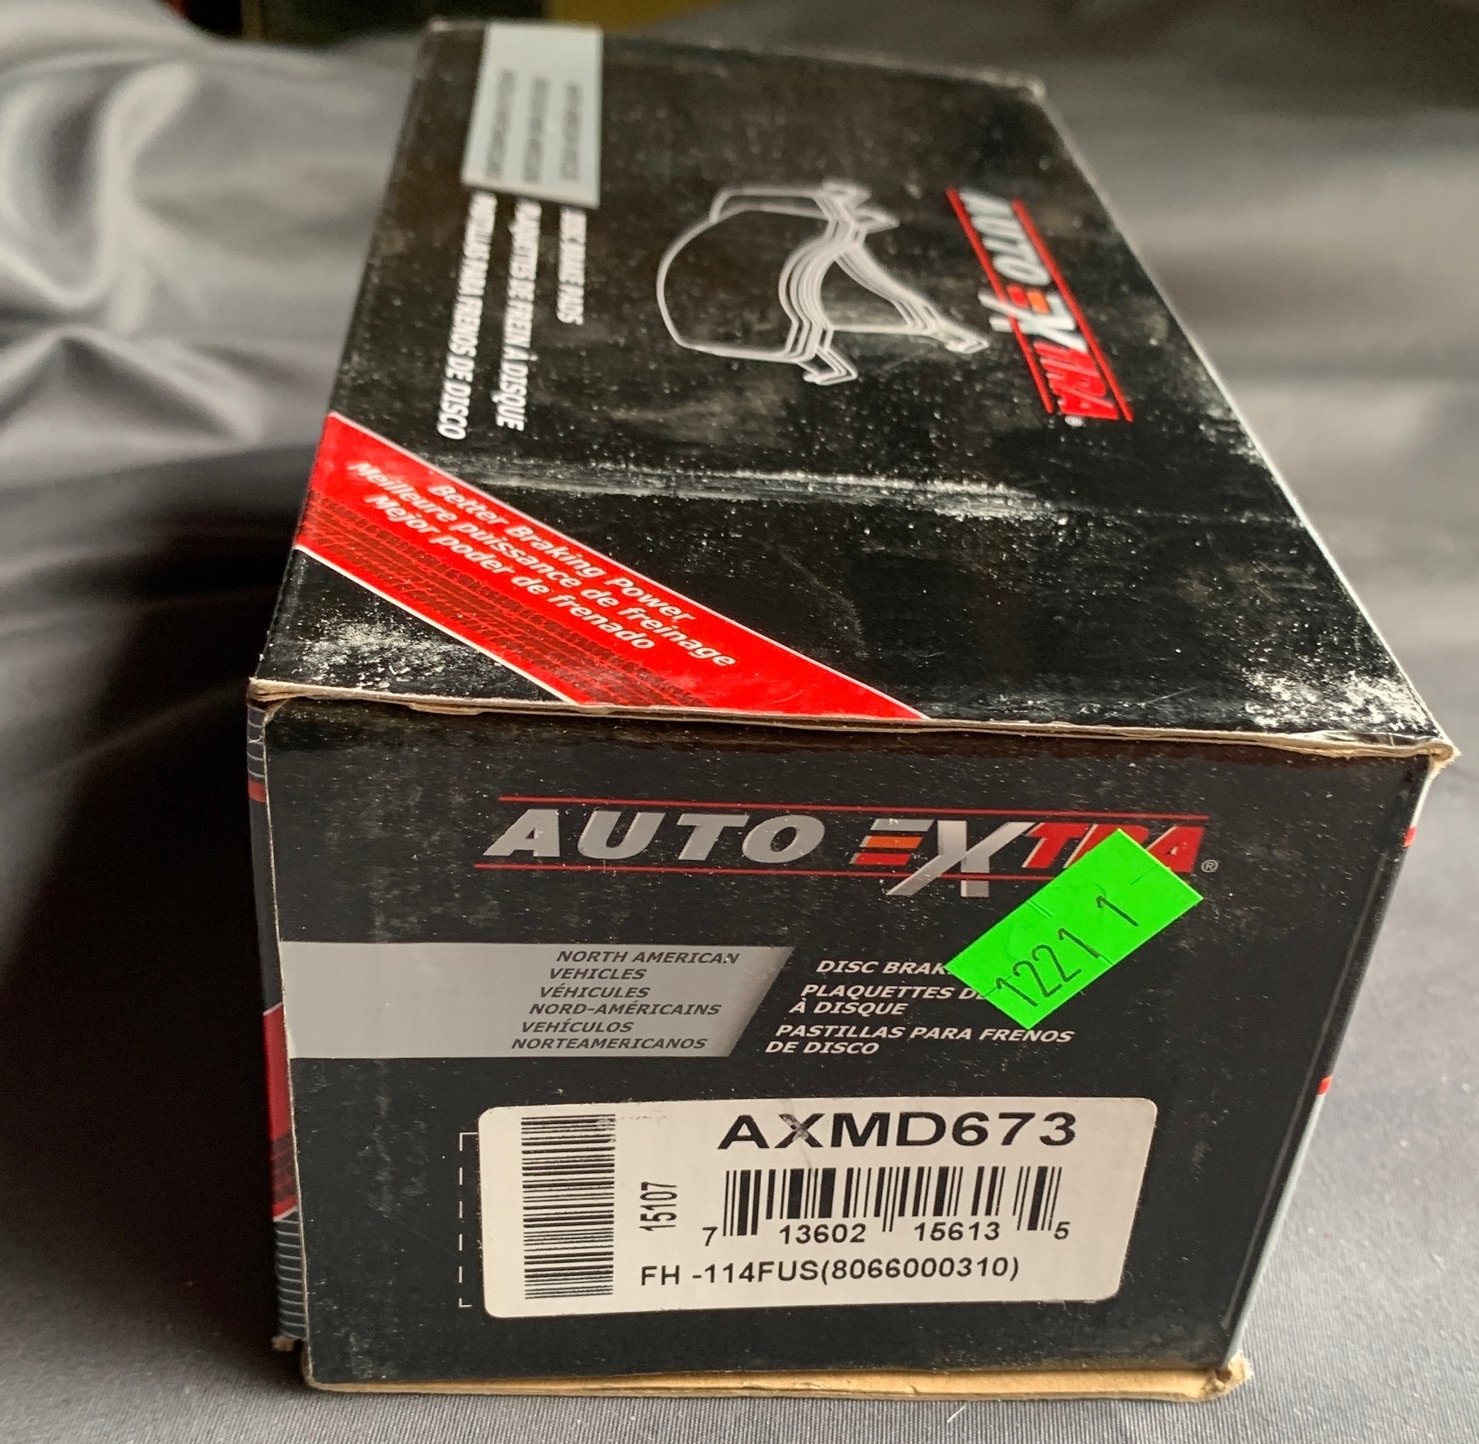 AUTO EXTRA
DISC BRAKE PADS
PLAQUETTES DE FREIN À DISQUE
PASTILLAS PARA FRENOS DE DISCO
Better Braking Power
Meilleure puissance de freinage
Mejor poder de frenado
AUTO EXTRA®
NORTH AMERICAN
VEHICLES
VÉHICULES
NORD-AMÉRICAINS
VEHÍCULOS
NORTEAMERICANOS
DISC BRAK
PLAQUETTES DE
À DISQUE
PASTILLAS PARA FRENOS
DE DISCO
1221 1
AXMD673
15107
7 13602 15613 5
FH -114FUS(8066000310)